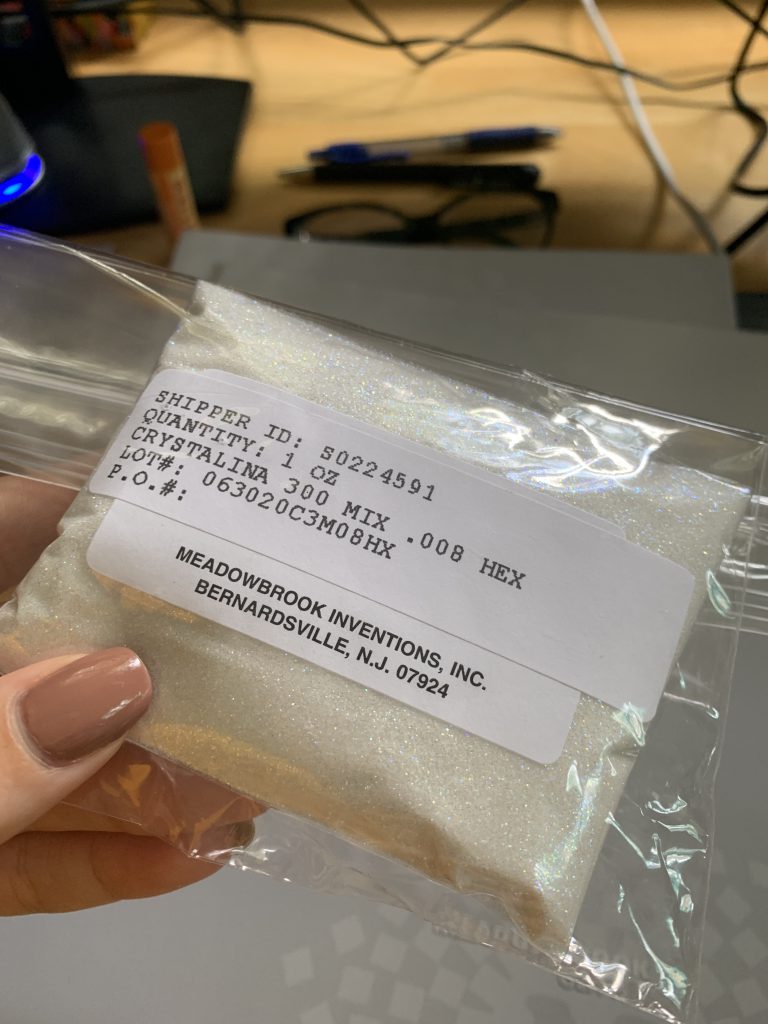 SHIPPER ID: S0224591
QUANTITY: 1 OZ
CRYSTALINA 300 MIX .008 HEX
LOT#: 063020C3M08HX
P.O.#:
MEADOWBROOK INVENTIONS, INC.
BERNARDSVILLE, N.J. 07924